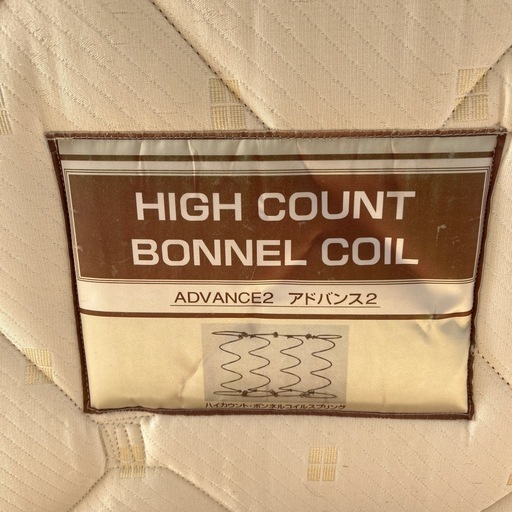 HIGH COUNT
BONNEL COIL
ADVANCE2 アドバンス2
ハイカウント・ボンネルコイルスプリング